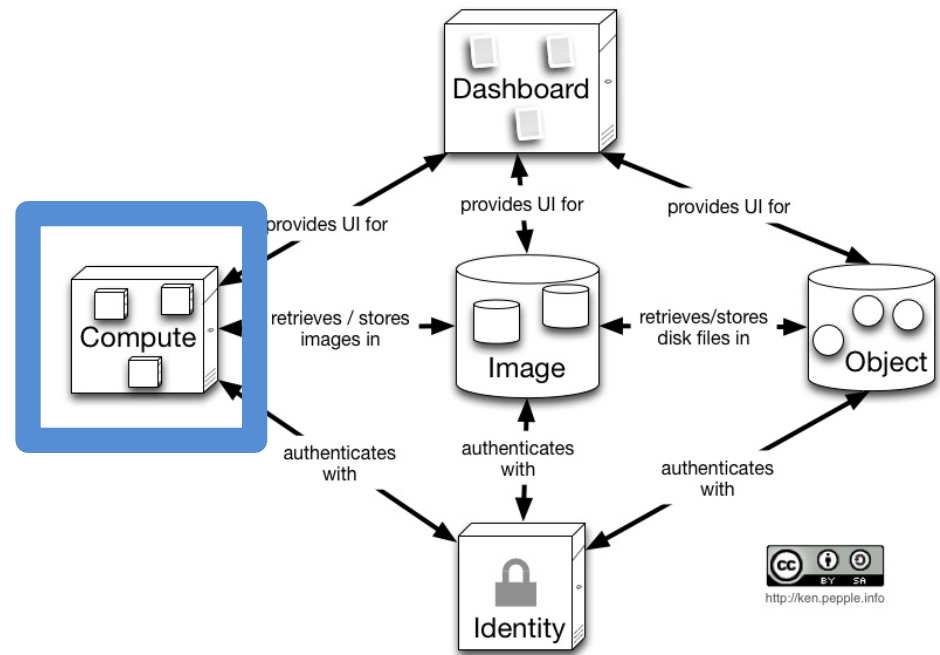 Dashboard
provides UI for
provides UI for
provides UI for
Compute
retrieves / stores
images in
Image
retrieves/stores
disk files in
Object
authenticates
with
authenticates
with
authenticates
with
Identity
cc
BY SA
http://ken.pepple.info